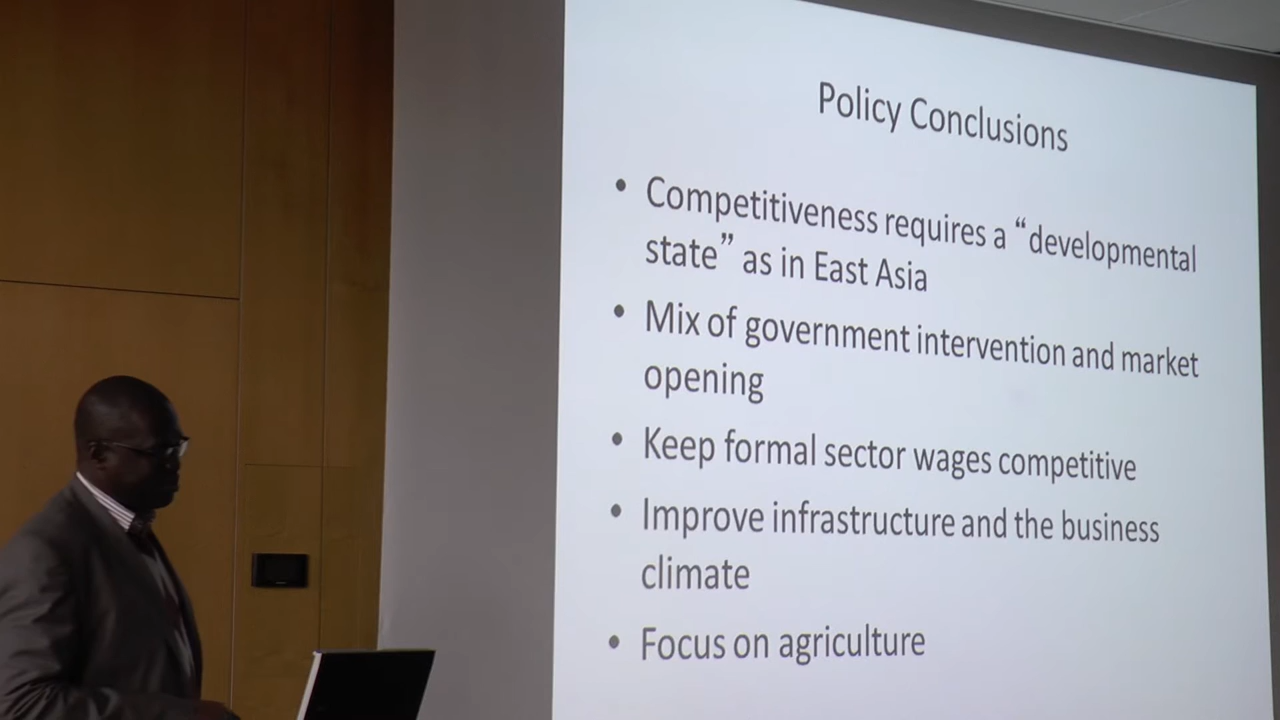 Policy Conclusions
• Competitiveness requires a “developmental
state” as in East Asia
• Mix of government intervention and market
opening
• Keep formal sector wages competitive
• Improve infrastructure and the business
climate
• Focus on agriculture